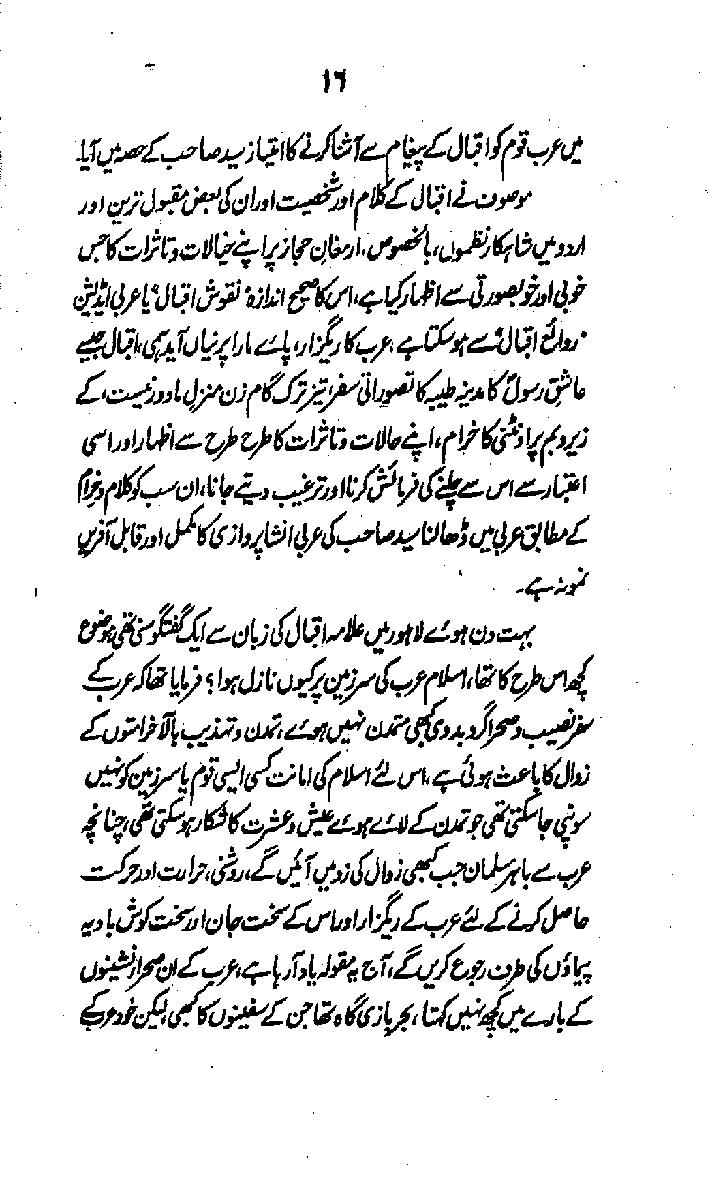 ۱۶
میں عرب قوم کو اقبال کے پیغام سے آشنا کرنے کا امتیاز سید صاحب کے حصہ میں آیا۔
موصوف نے اقبال کے کلام اور شخصیت اور ان کی بعض مقبول ترین اور
اردو میں شاہکار نظموں، بالخصوص، ارمغان حجاز پر اپنے خیالات و تاثرات کا جس
خوبی اور خوبصورتی سے اظہار کیا ہے، اس کا صحیح اندازہ "نقوش اقبال" یا عربی ایڈیشن
"روائع اقبال" سے ہو سکتا ہے، عرب کا ریگزار، پائے مارا پرنیاں آید ہمی، اقبال جیسے
عاشق رسولؐ کا مدینہ طیبہ کا تصوراتی سفر، تیز ترک گام زن منزل ما دور نیست، کے
زیر و بم پر اونٹنی کا خرام، اپنے حالات و تاثرات کا طرح طرح سے اظہار اور اسی
اعتبار سے اس سے چلنے کی فرمائش کرنا اور ترغیب دیتے جانا، ان سب کو کلام و خرام
کے مطابق عربی میں ڈھالنا سید صاحب کی عربی انشا پردازی کا مکمل اور قابل آفریں
نمونہ ہے۔
بہت دن ہوئے لاہور میں علامہ اقبال کی زبان سے ایک گفتگو سنی تھی، موضوع
کچھ اس طرح کا تھا، اسلام عرب کی سرزمین پر کیوں نازل ہوا؟ فرمایا تھا کہ عرب کے
سفر نصیب و صحرا گرد بدوی کبھی متمدن نہیں ہوئے، تمدن و تہذیب بالآخر امتوں کے
زوال کا باعث ہوئی ہے، اس لئے اسلام کی امانت کسی ایسی قوم یا سرزمین کو نہیں
سونپی جا سکتی تھی جو تمدن کے لائے ہوئے عیش و عشرت کا شکار ہو سکتی تھی، چنانچہ
عرب سے باہر مسلمان جب کبھی زوال کی زد میں آئیں گے، روشنی، حرارت اور حرکت
حاصل کرنے کے لئے عرب کے ریگزار اور اس کے سخت جان اور سخت کوش بادیہ
پیماؤں کی طرف رجوع کریں گے، آج یہ مقولہ یاد آ رہا ہے، عرب کے ان صحرا نشینوں
کے بارے میں کچھ نہیں کہتا، بحر بازی گاہ تھا جن کے سفینوں کا کبھی، لیکن خود عرب کے